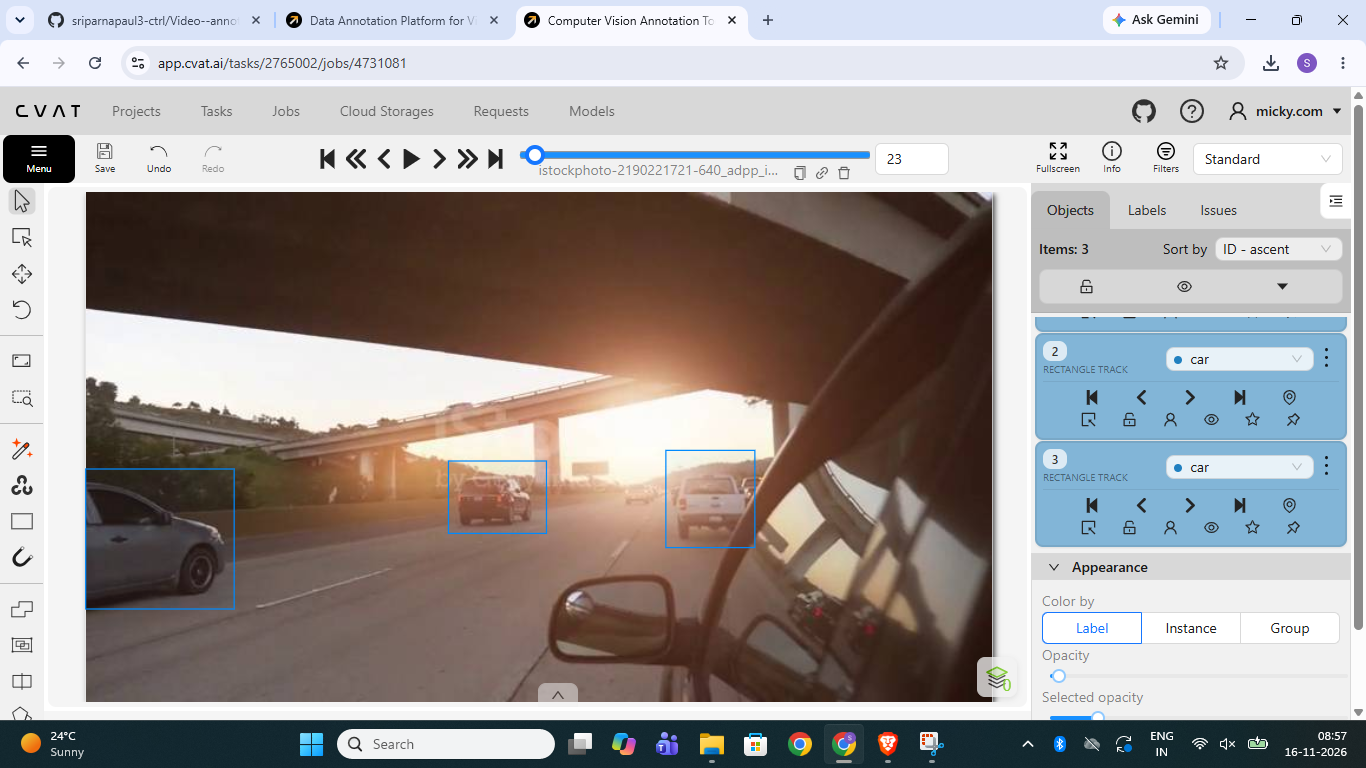 sriparnapaul3-ctrl/Video--anno
Data Annotation Platform for Vi
Computer Vision Annotation To
Ask Gemini
app.cvat.ai/tasks/2765002/jobs/4731081
S
CVAT
Projects
Tasks
Jobs
Cloud Storages
Requests
Models
micky.com
Menu
Save
Undo
Redo
istockphoto-2190221721-640_adpp_i...
23
Fullscreen
Info
Filters
Standard
Objects
Labels
Issues
Items: 3
Sort by
ID - ascent
2
RECTANGLE TRACK
car
3
RECTANGLE TRACK
car
Appearance
Color by
Label
Instance
Group
Opacity
Selected opacity
0
24°C
Sunny
Search
ENG
IN
08:57
16-11-2026